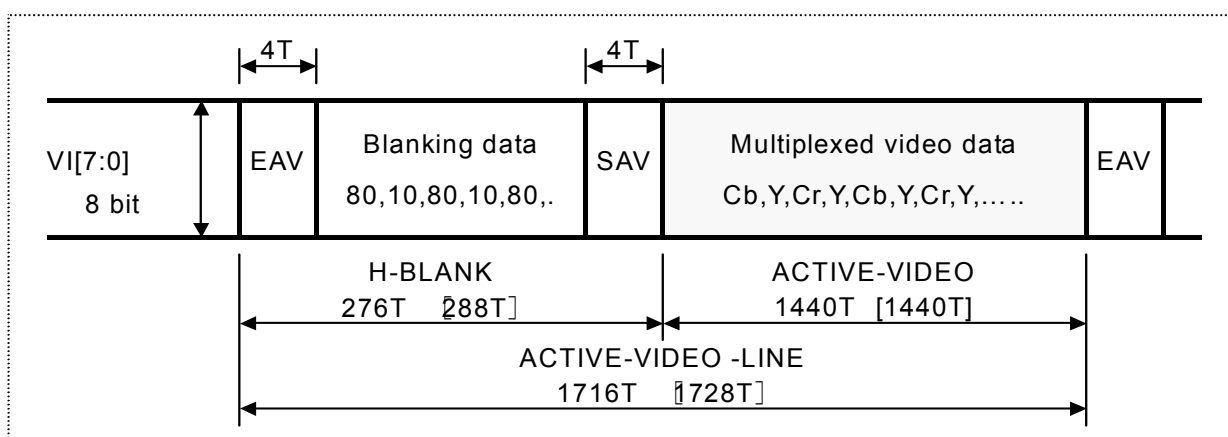 4T 4T
VI[7:0] EAV Blanking data SAV Multiplexed video data EAV
8 bit 80,10,80,10,80,. Cb,Y,Cr,Y,Cb,Y,Cr,Y,.....
H-BLANK ACTIVE-VIDEO
276T [288T] 1440T [1440T]
ACTIVE-VIDEO -LINE
1716T [1728T]